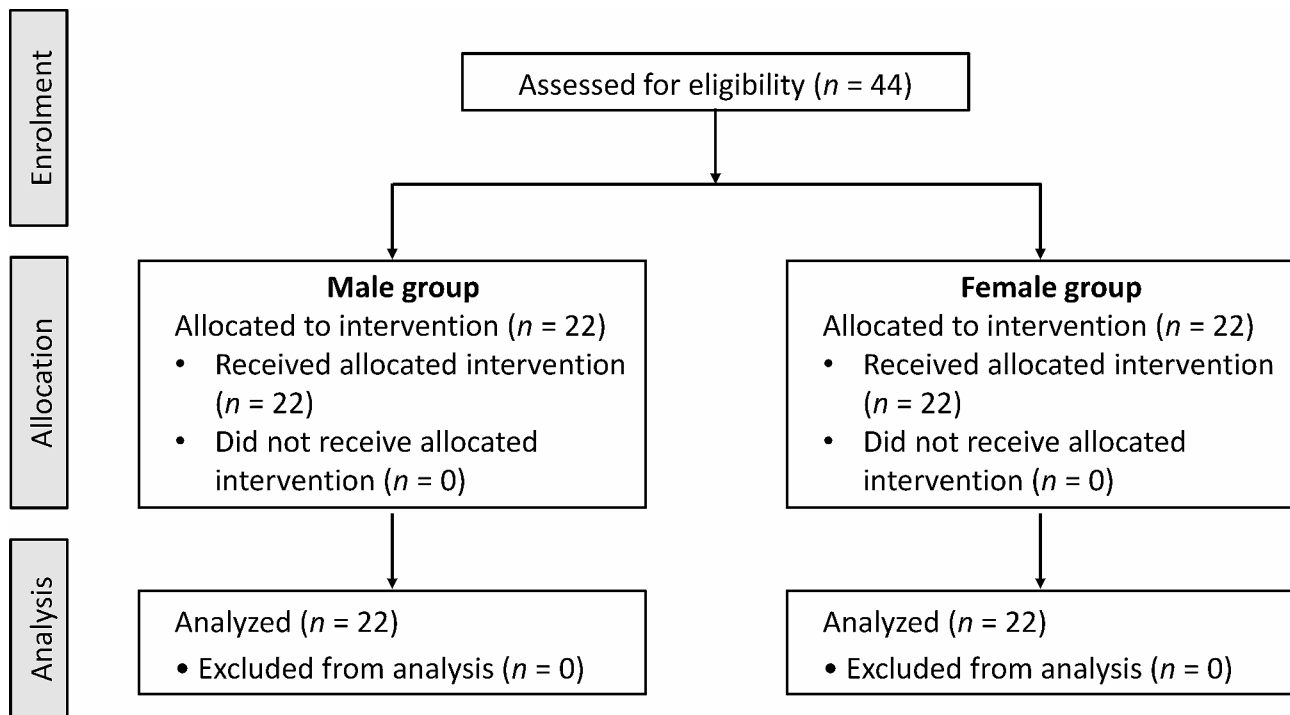 Enrolment
Assessed for eligibility (n = 44)
Allocation
Male group
Allocated to intervention (n = 22)
• Received allocated intervention
(n = 22)
• Did not receive allocated
intervention (n = 0)
Female group
Allocated to intervention (n = 22)
• Received allocated intervention
(n = 22)
• Did not receive allocated
intervention (n = 0)
Analysis
Analyzed (n = 22)
• Excluded from analysis (n = 0)
Analyzed (n = 22)
• Excluded from analysis (n = 0)